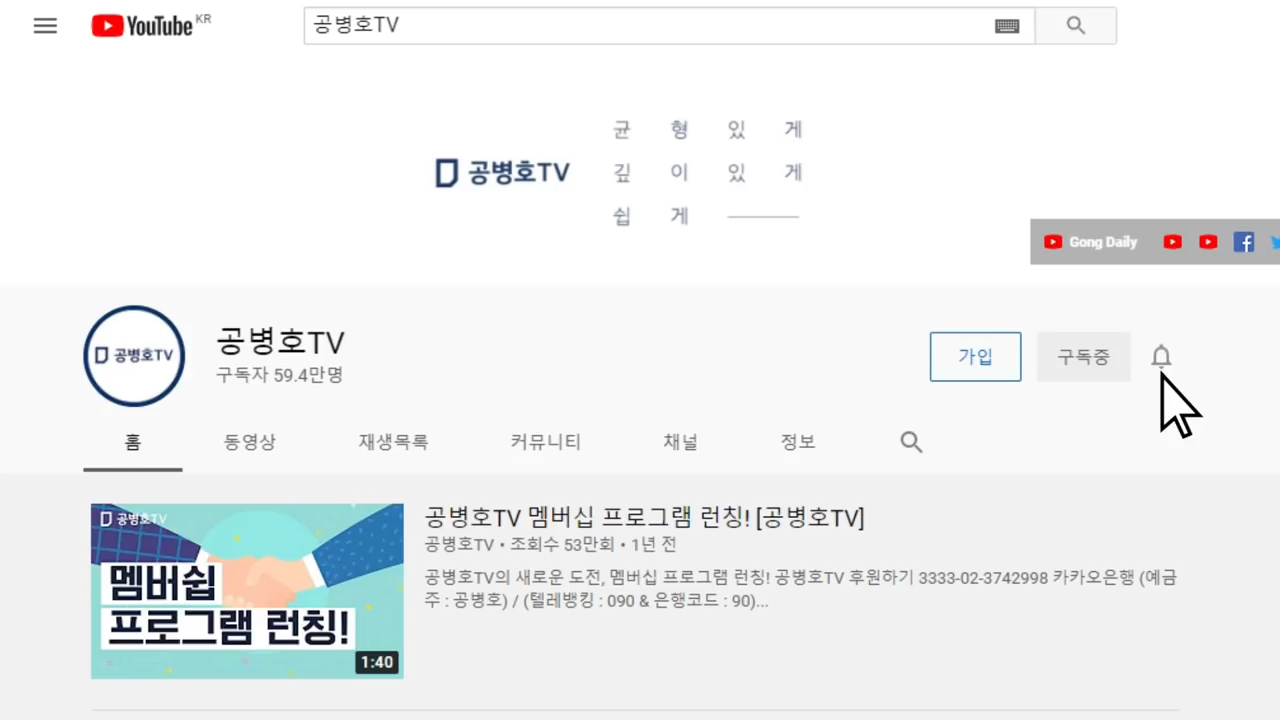 YouTube KR
공병호TV
공병호TV
균형있게
깊이있게
쉽게
Gong Daily
공병호TV
공병호TV
구독자 59.4만명
가입
구독중
홈
동영상
재생목록
커뮤니티
채널
정보
공병호TV
멤버쉽
프로그램 런칭!
1:40
공병호TV 멤버십 프로그램 런칭! [공병호TV]
공병호TV • 조회수 53만회 • 1년 전
공병호TV의 새로운 도전, 멤버십 프로그램 런칭! 공병호TV 후원하기 3333-02-3742998 카카오은행 (예금
주 : 공병호) / (텔레뱅킹 : 090 & 은행코드 : 90)...